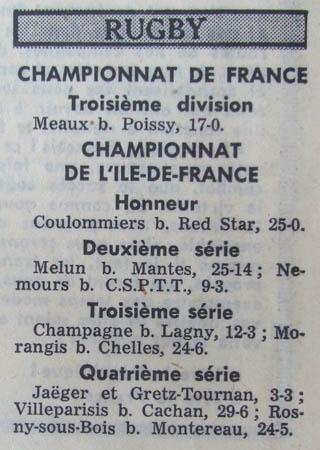 RUGBY
CHAMPIONNAT DE FRANCE
Troisième division
Meaux b. Poissy, 17-0.
CHAMPIONNAT
DE L'ILE-DE-FRANCE
Honneur
Coulommiers b. Red Star, 25-0.
Deuxième série
Melun b. Mantes, 25-14 ; Ne-
mours b. C.S.P.T.T., 9-3.
Troisième série
Champagne b. Lagny, 12-3 ; Mo-
rangis b. Chelles, 24-6.
Quatrième série
Jaëger et Gretz-Tournan, 3-3 ;
Villeparisis b. Cachan, 29-6 ; Ros-
ny-sous-Bois b. Montereau, 24-5.